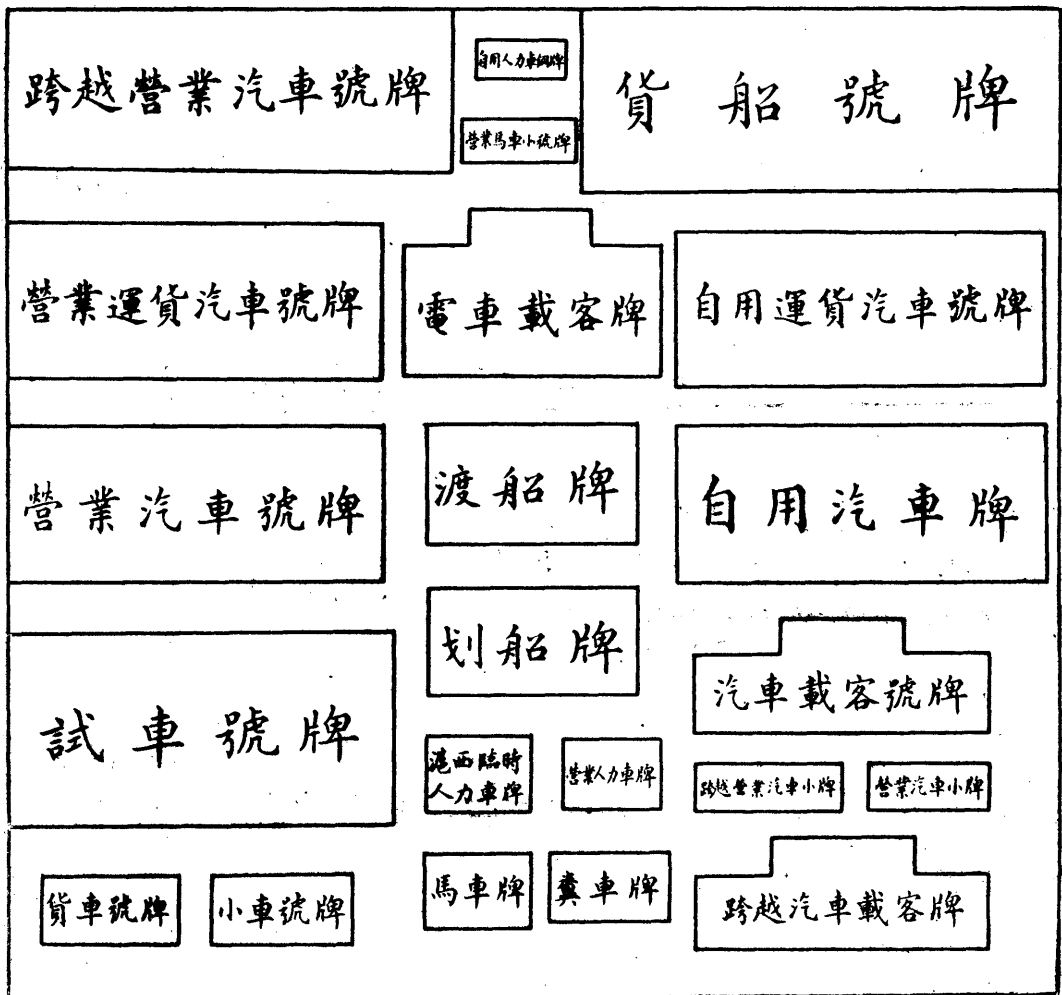 跨越營業汽車號牌
自用人力車銅牌
營業馬車小號牌
貨船號牌
營業運貨汽車號牌
電車載客牌
自用運貨汽車號牌
營業汽車號牌
渡船牌
自用汽車牌
試車號牌
划船牌
汽車載客號牌
滬西臨時
人力車牌
營業人力車牌
跨越營業汽車小牌
營業汽車小牌
貨車號牌
小車號牌
馬車牌
糞車牌
跨越汽車載客牌